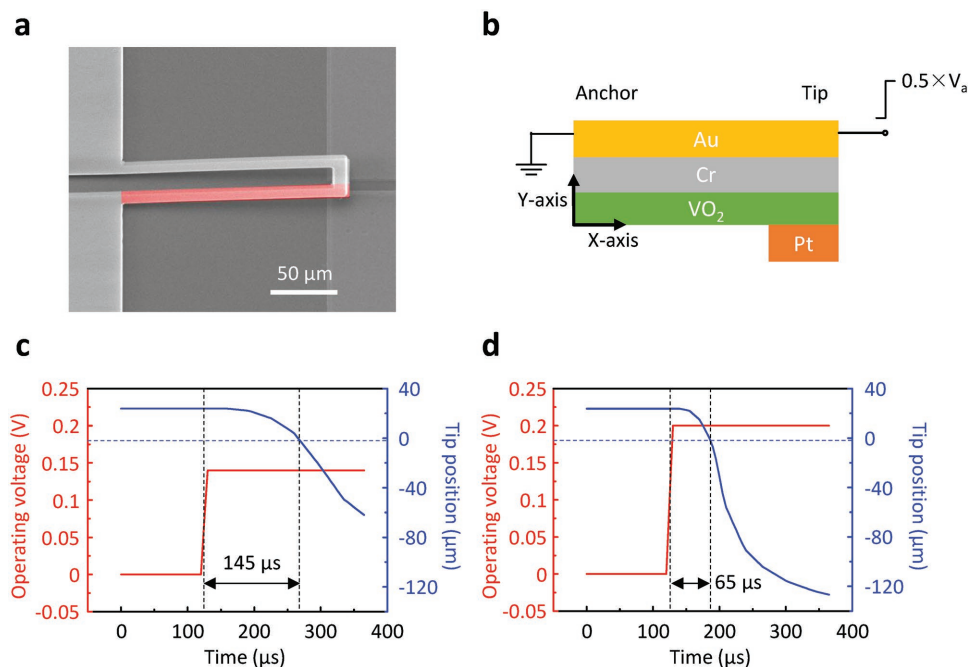 a
50 μm
b
Anchor
Tip
0.5×Vₐ
Au
Cr
VO₂
Pt
Y-axis
X-axis
c
Operating voltage (V)
0.25
0.2
0.15
0.1
0.05
0
-0.05
40
0
-40
-80
-120
Tip position (μm)
145 μs
0
100
200
300
400
Time (μs)
d
Operating voltage (V)
0.25
0.2
0.15
0.1
0.05
0
-0.05
40
0
-40
-80
-120
Tip position (μm)
65 μs
0
100
200
300
400
Time (μs)